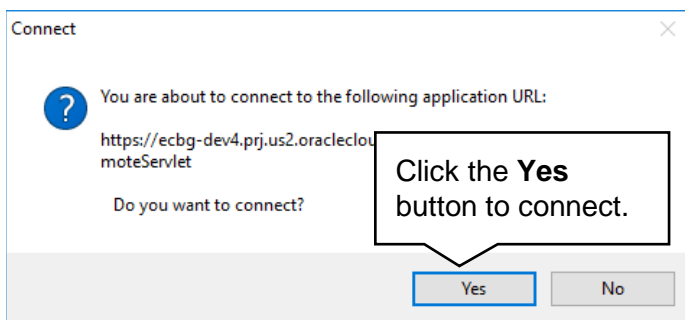 Connect
You are about to connect to the following application URL:
https://ecbg-dev4.prj.us2.oracleclou
moteServlet
Do you want to connect?
Click the Yes
button to connect.
Yes No